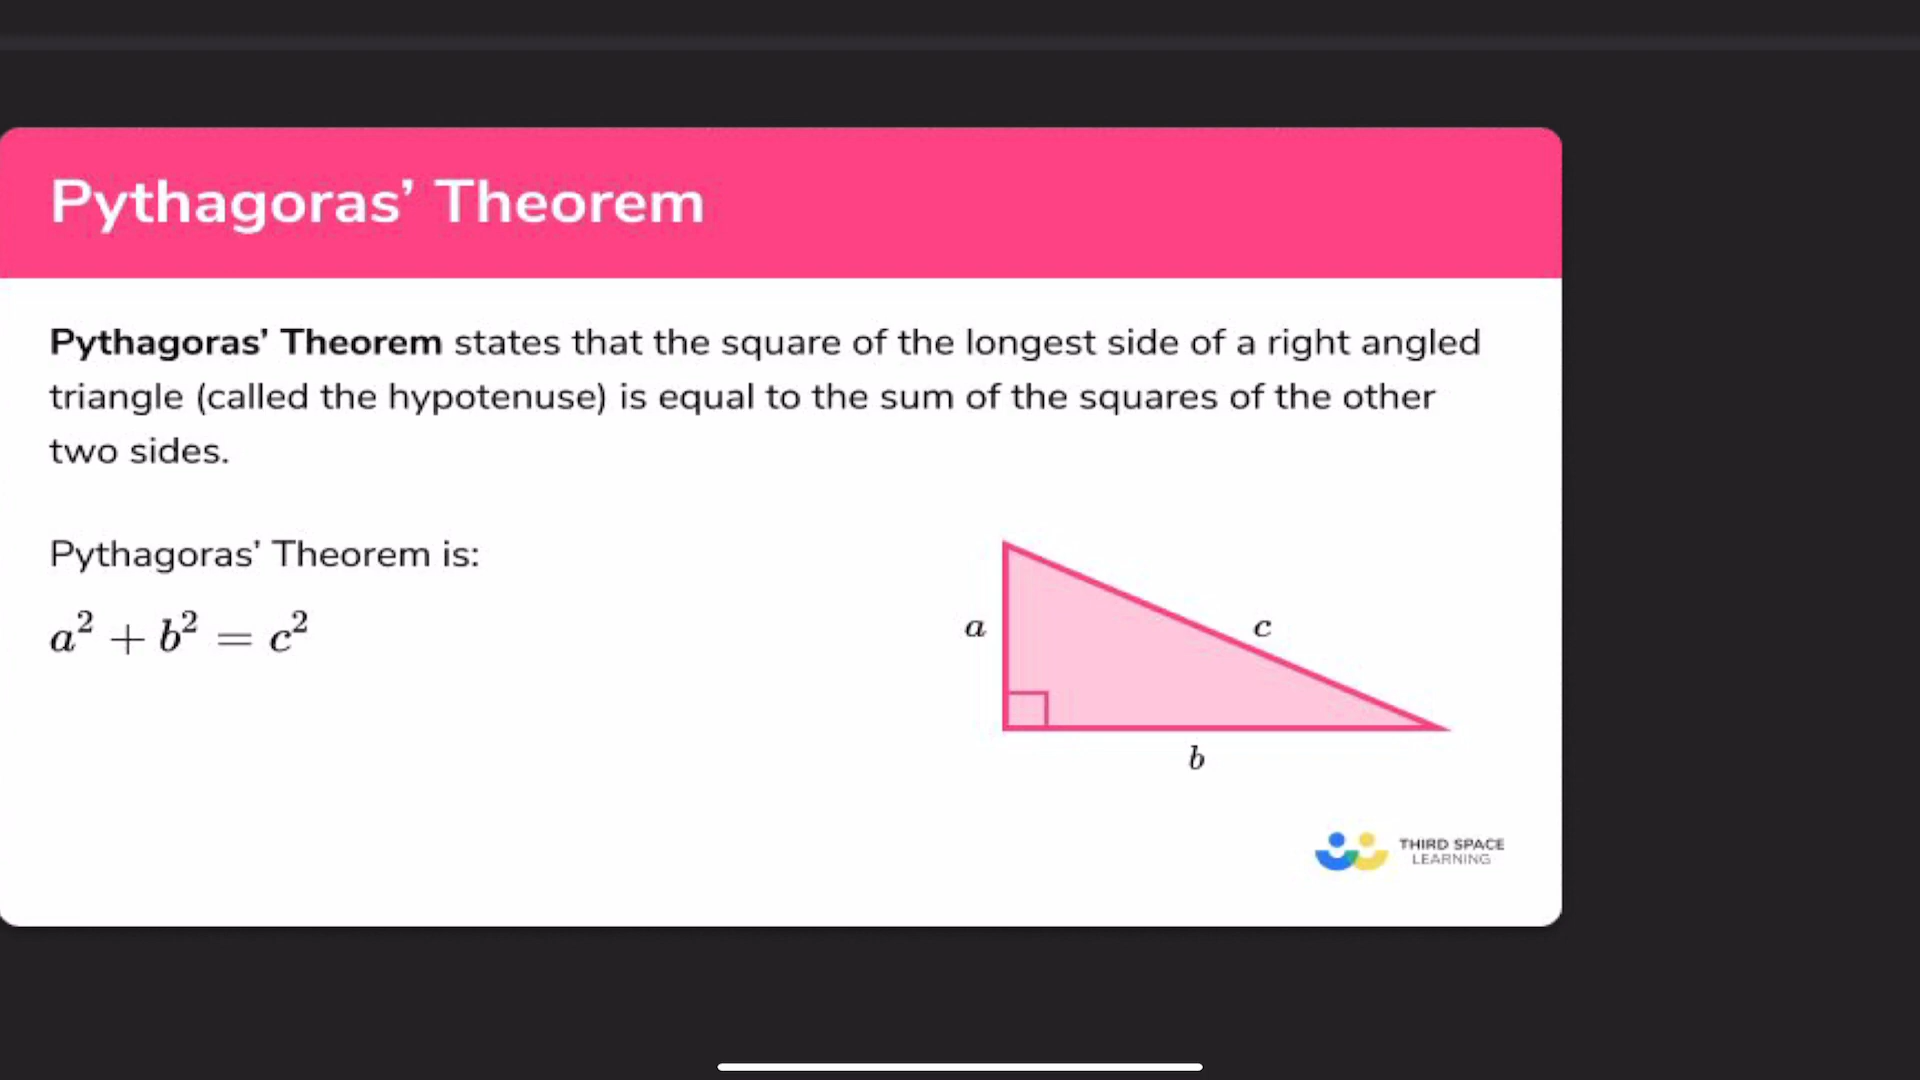 Pythagoras’ Theorem
Pythagoras’ Theorem states that the square of the longest side of a right angled
triangle (called the hypotenuse) is equal to the sum of the squares of the other
two sides.
Pythagoras’ Theorem is:
a² + b² = c²
a
c
b
THIRD SPACE
LEARNING